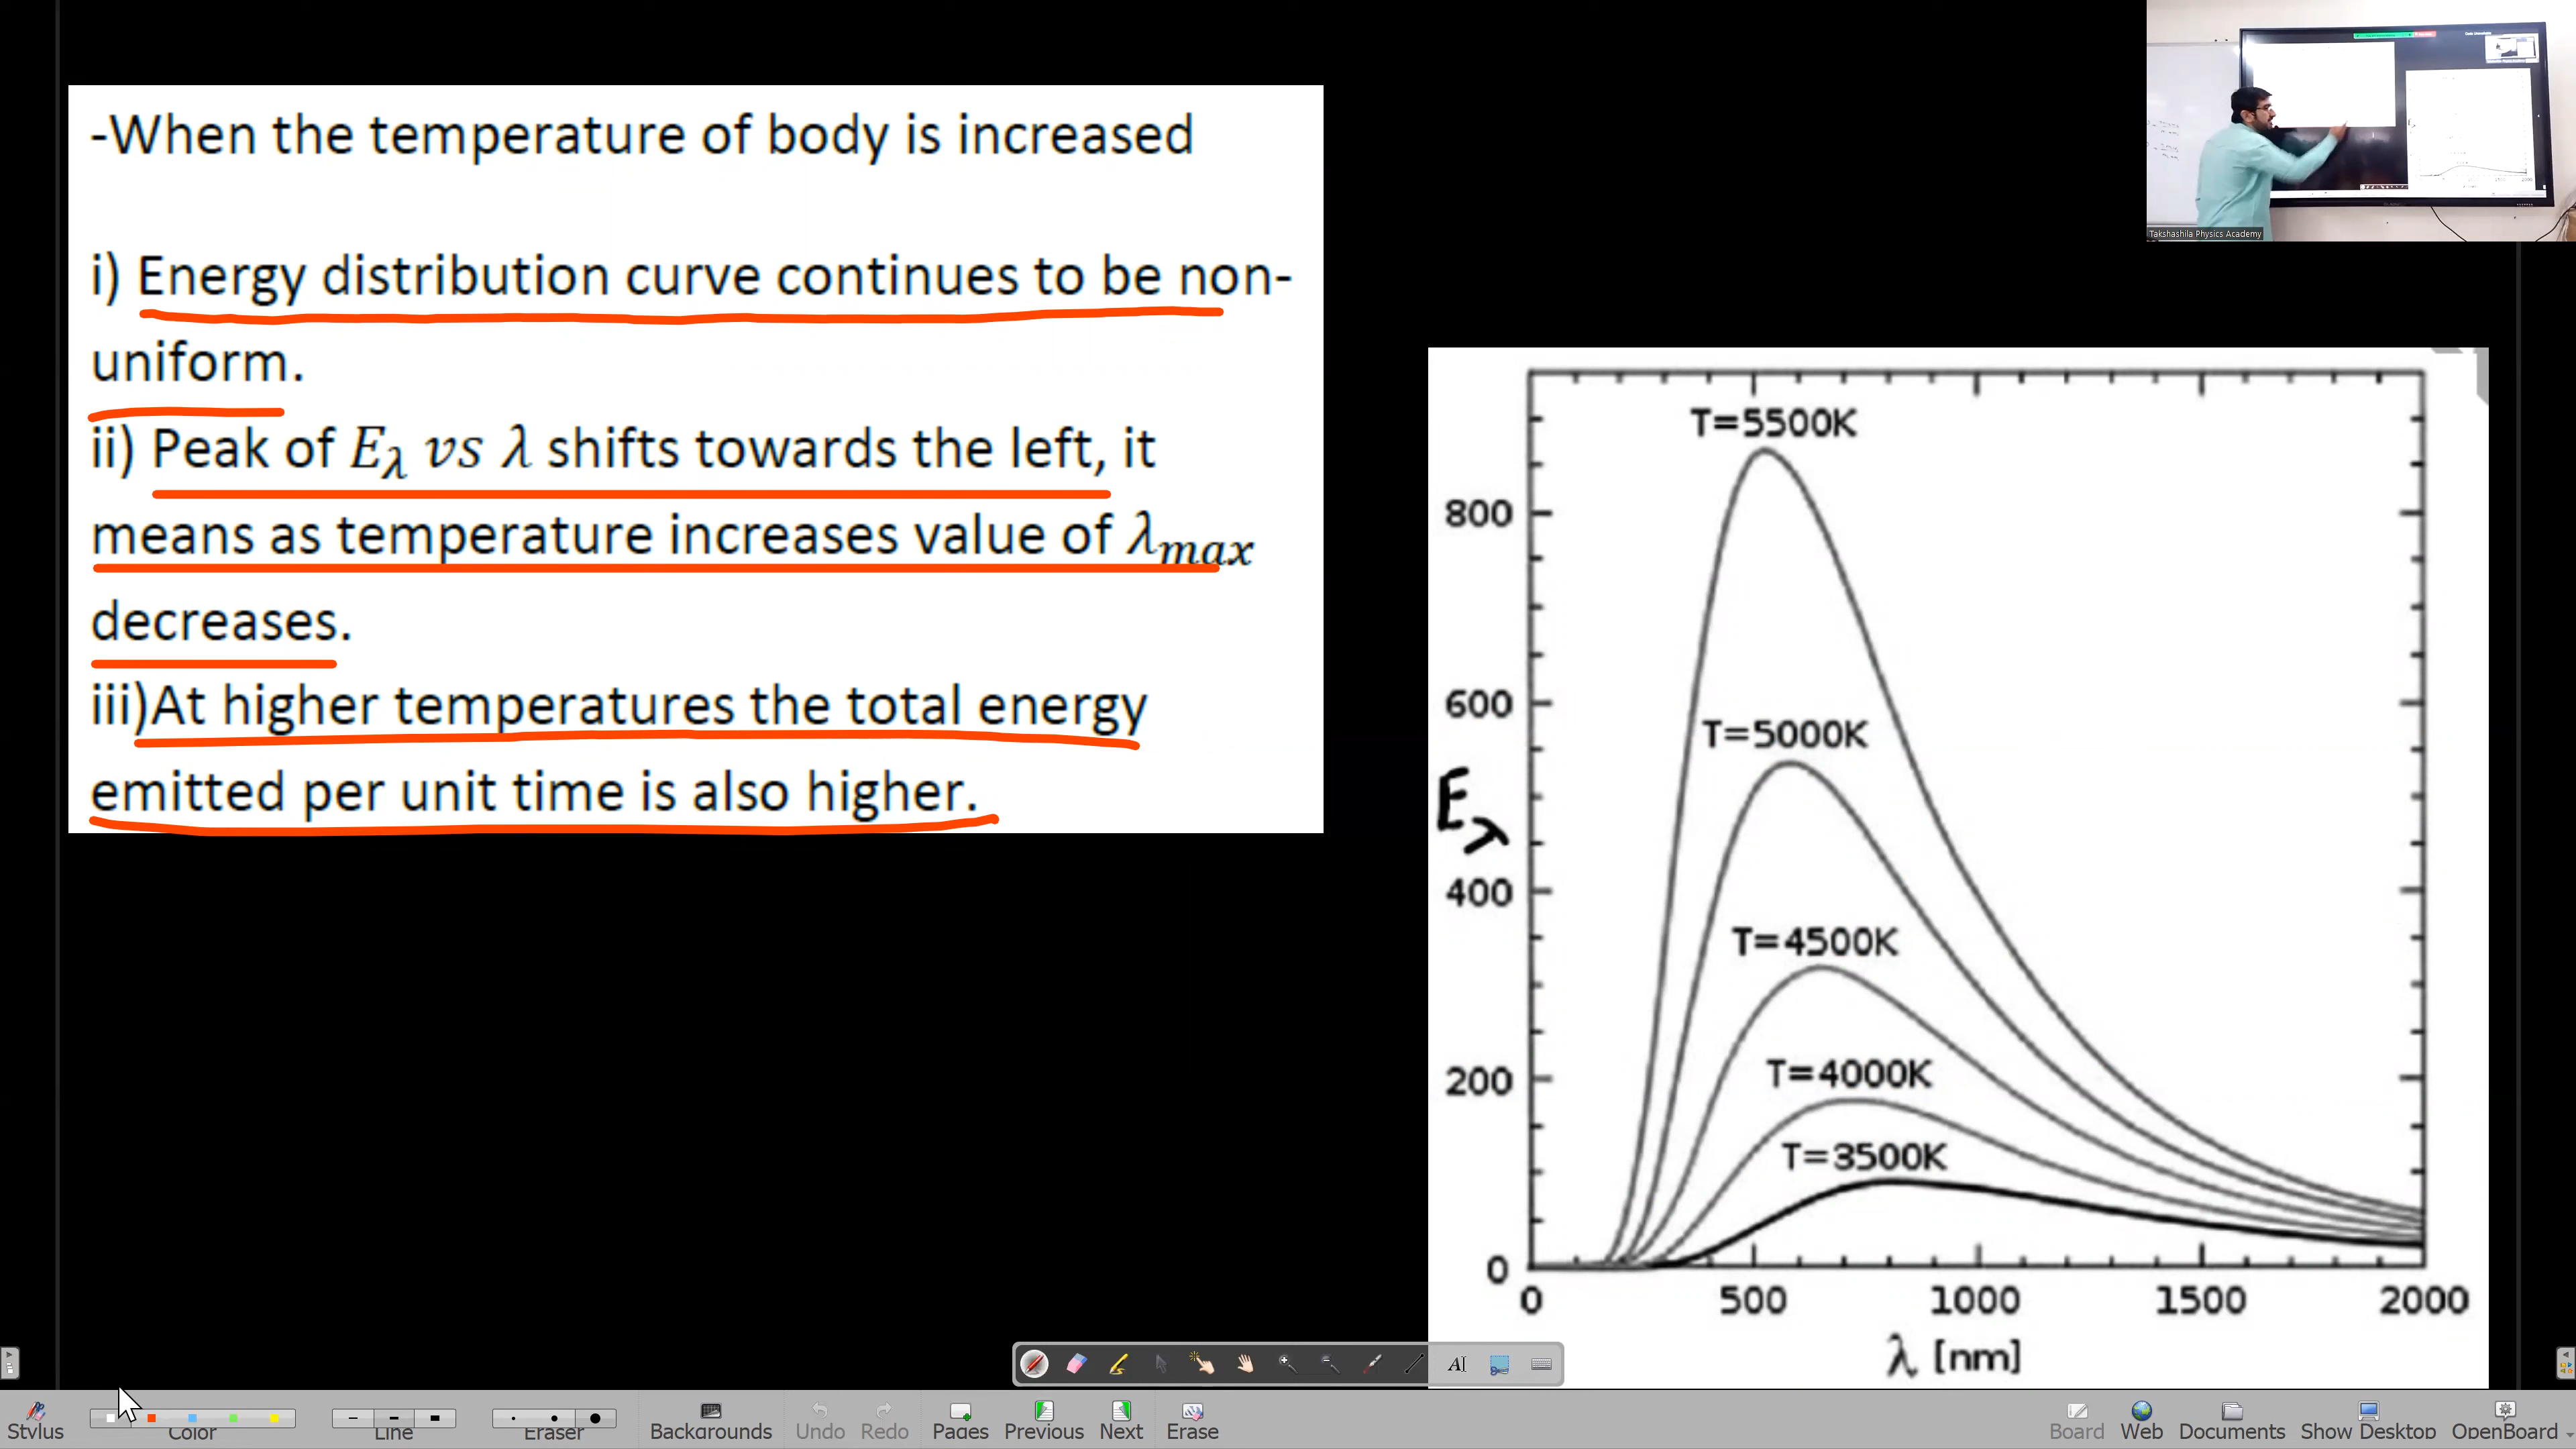 -When the temperature of body is increased
i) Energy distribution curve continues to be non-
uniform.
ii) Peak of E_λ vs λ shifts towards the left, it
means as temperature increases value of λ_max
decreases.
iii)At higher temperatures the total energy
emitted per unit time is also higher.
Takshashila Physics Academy
T=5500K
800
600
T=5000K
E_λ
400
T=4500K
200
T=4000K
T=3500K
0
0 500 1000 1500 2000
λ [nm]
AI
Stylus Color Line Eraser Backgrounds Undo Redo Pages Previous Next Erase Board Web Documents Show Desktop OpenBoard